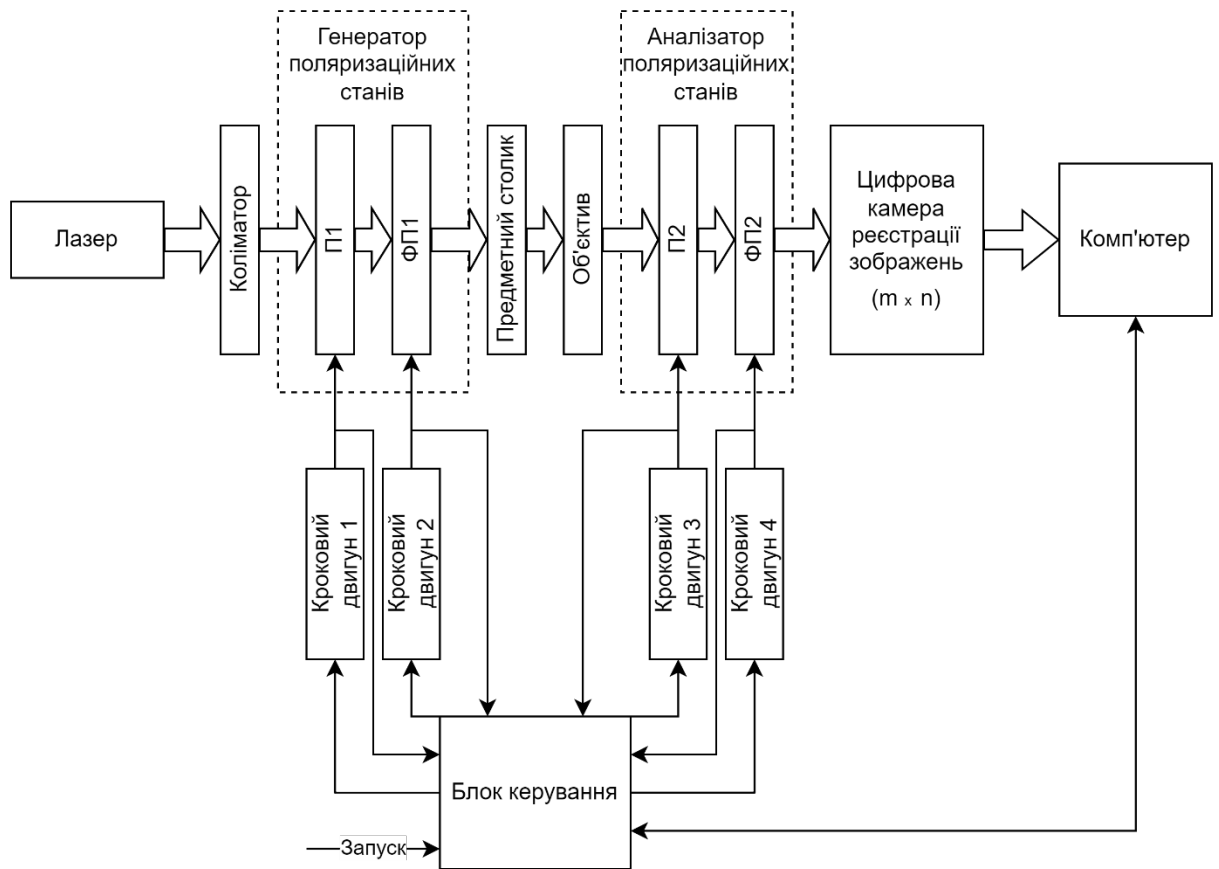 Генератор
поляризаційних
станів
Аналізатор
поляризаційних
станів
Лазер
Коліматор
П1
ФП1
Предметний столик
Об'єктив
П2
ФП2
Цифрова
камера
реєстрації
зображень
(m x n)
Комп'ютер
Кроковий
двигун 1
Кроковий
двигун 2
Кроковий
двигун 3
Кроковий
двигун 4
Блок керування
Запуск